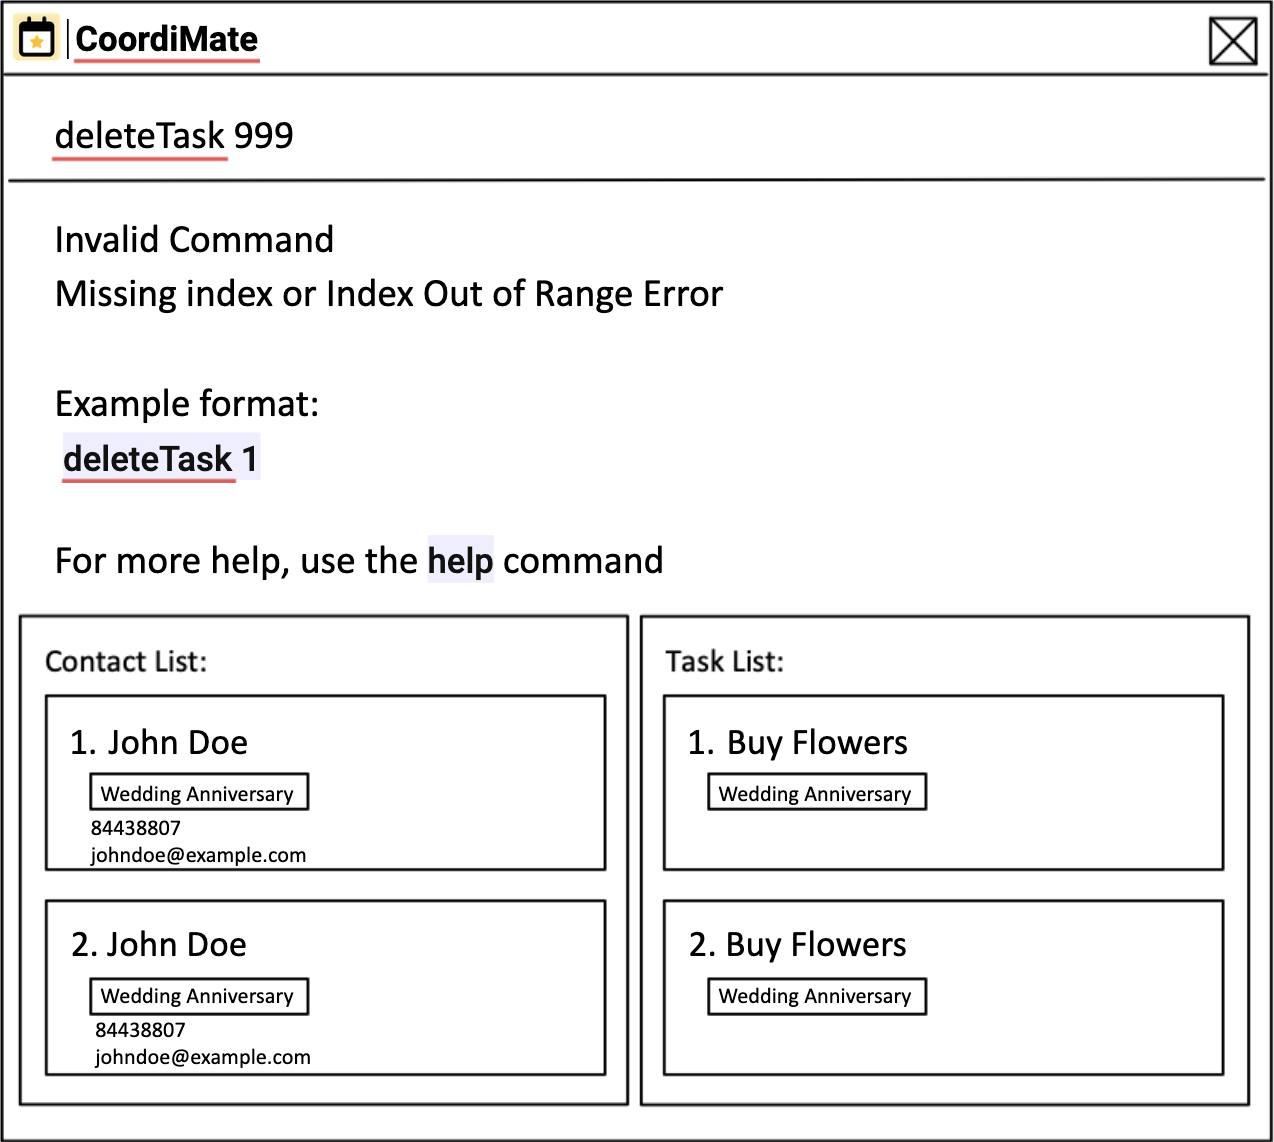 CoordiMate
deleteTask 999
Invalid Command
Missing index or Index Out of Range Error
Example format:
deleteTask 1
For more help, use the help command
Contact List:
1. John Doe
Wedding Anniversary
84438807
johndoe@example.com
2. John Doe
Wedding Anniversary
84438807
johndoe@example.com
Task List:
1. Buy Flowers
Wedding Anniversary
2. Buy Flowers
Wedding Anniversary